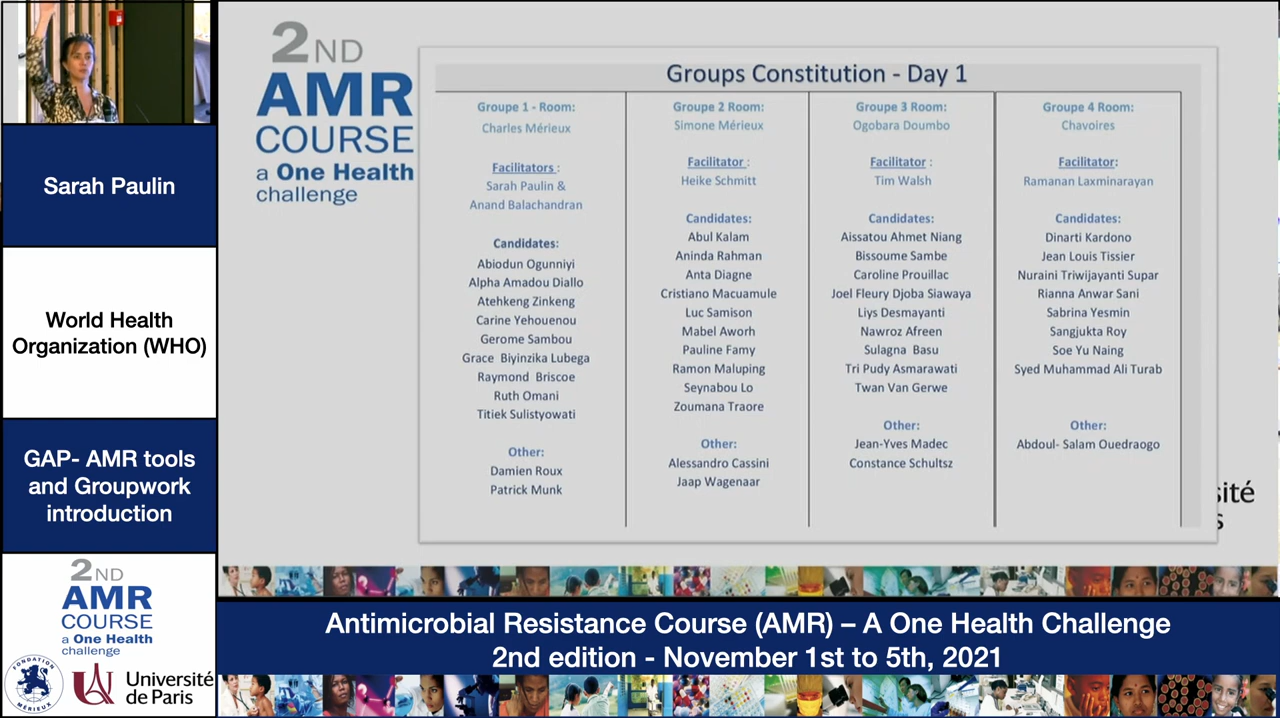 Sarah Paulin
World Health
Organization (WHO)
GAP- AMR tools
and Groupwork
introduction
2ND
AMR
COURSE
a One Health
challenge
FONDATION
MÉRIEUX
Université
de Paris
2ND
AMR
COURSE
a One Health
challenge
Groups Constitution - Day 1
Groupe 1 - Room:
Charles Mérieux
Facilitators :
Sarah Paulin &
Anand Balachandran
Candidates:
Abiodun Ogunniyi
Alpha Amadou Diallo
Atehkeng Zinkeng
Carine Yehouenou
Gerome Sambou
Grace Biyinzika Lubega
Raymond Briscoe
Ruth Omani
Titiek Sulistyowati
Other:
Damien Roux
Patrick Munk
Groupe 2 Room:
Simone Mérieux
Facilitator :
Heike Schmitt
Candidates:
Abul Kalam
Aninda Rahman
Anta Diagne
Cristiano Macuamule
Luc Samison
Mabel Aworh
Pauline Famy
Ramon Maluping
Seynabou Lo
Zoumana Traore
Other:
Alessandro Cassini
Jaap Wagenaar
Groupe 3 Room:
Ogobara Doumbo
Facilitator :
Tim Walsh
Candidates:
Aissatou Ahmet Niang
Bissoume Sambe
Caroline Prouillac
Joel Fleury Djoba Siawaya
Liys Desmayanti
Nawroz Afreen
Sulagna Basu
Tri Pudy Asmarawati
Twan Van Gerwe
Other:
Jean-Yves Madec
Constance Schultsz
Groupe 4 Room:
Chavoires
Facilitator:
Ramanan Laxminarayan
Candidates:
Dinarti Kardono
Jean Louis Tissier
Nuraini Triwijayanti Supar
Rianna Anwar Sani
Sabrina Yesmin
Sangjukta Roy
Soe Yu Naing
Syed Muhammad Ali Turab
Other:
Abdoul- Salam Ouedraogo
sité
s
Antimicrobial Resistance Course (AMR) – A One Health Challenge
2nd edition - November 1st to 5th, 2021